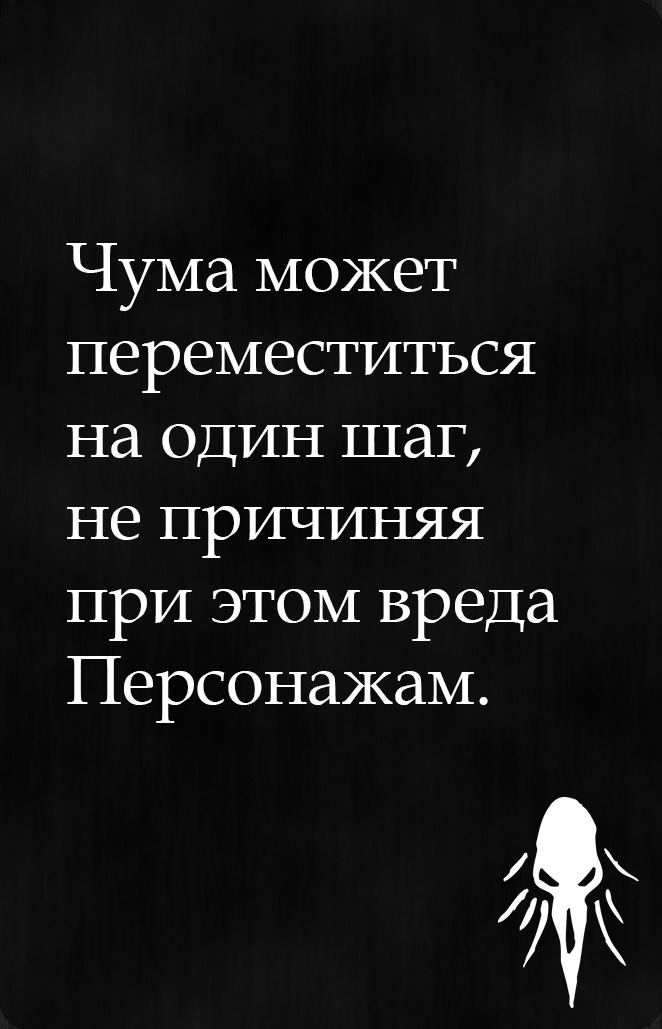 Чума может
переместиться
на один шаг,
не причиняя
при этом вреда
Персонажам.